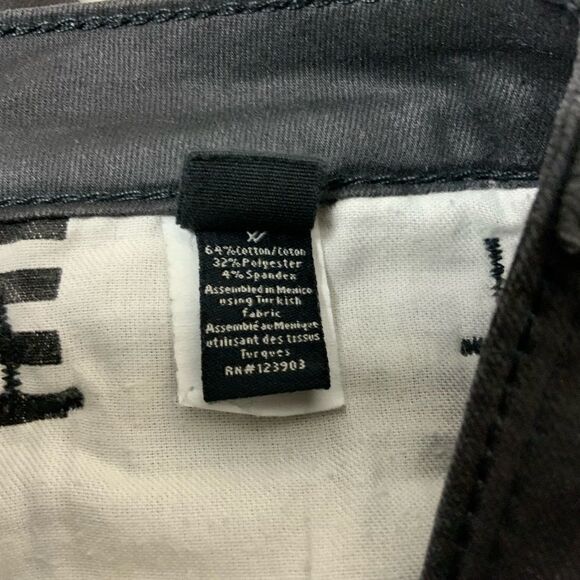 64%Cotton/Coton
32%Polyester
4%Spandex
Assembled in Mexico
using Turkish
fabric
Assemblé au Mexique
utilisant des tissus
Turques
RN#123903
E